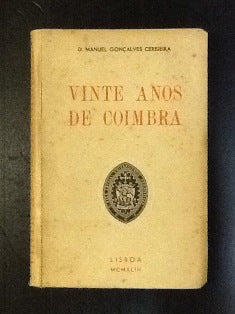 D. MANUEL GONÇALVES CEREJEIRA
VINTE ANOS
DE COIMBRA
LISBOA
MCMXLIII